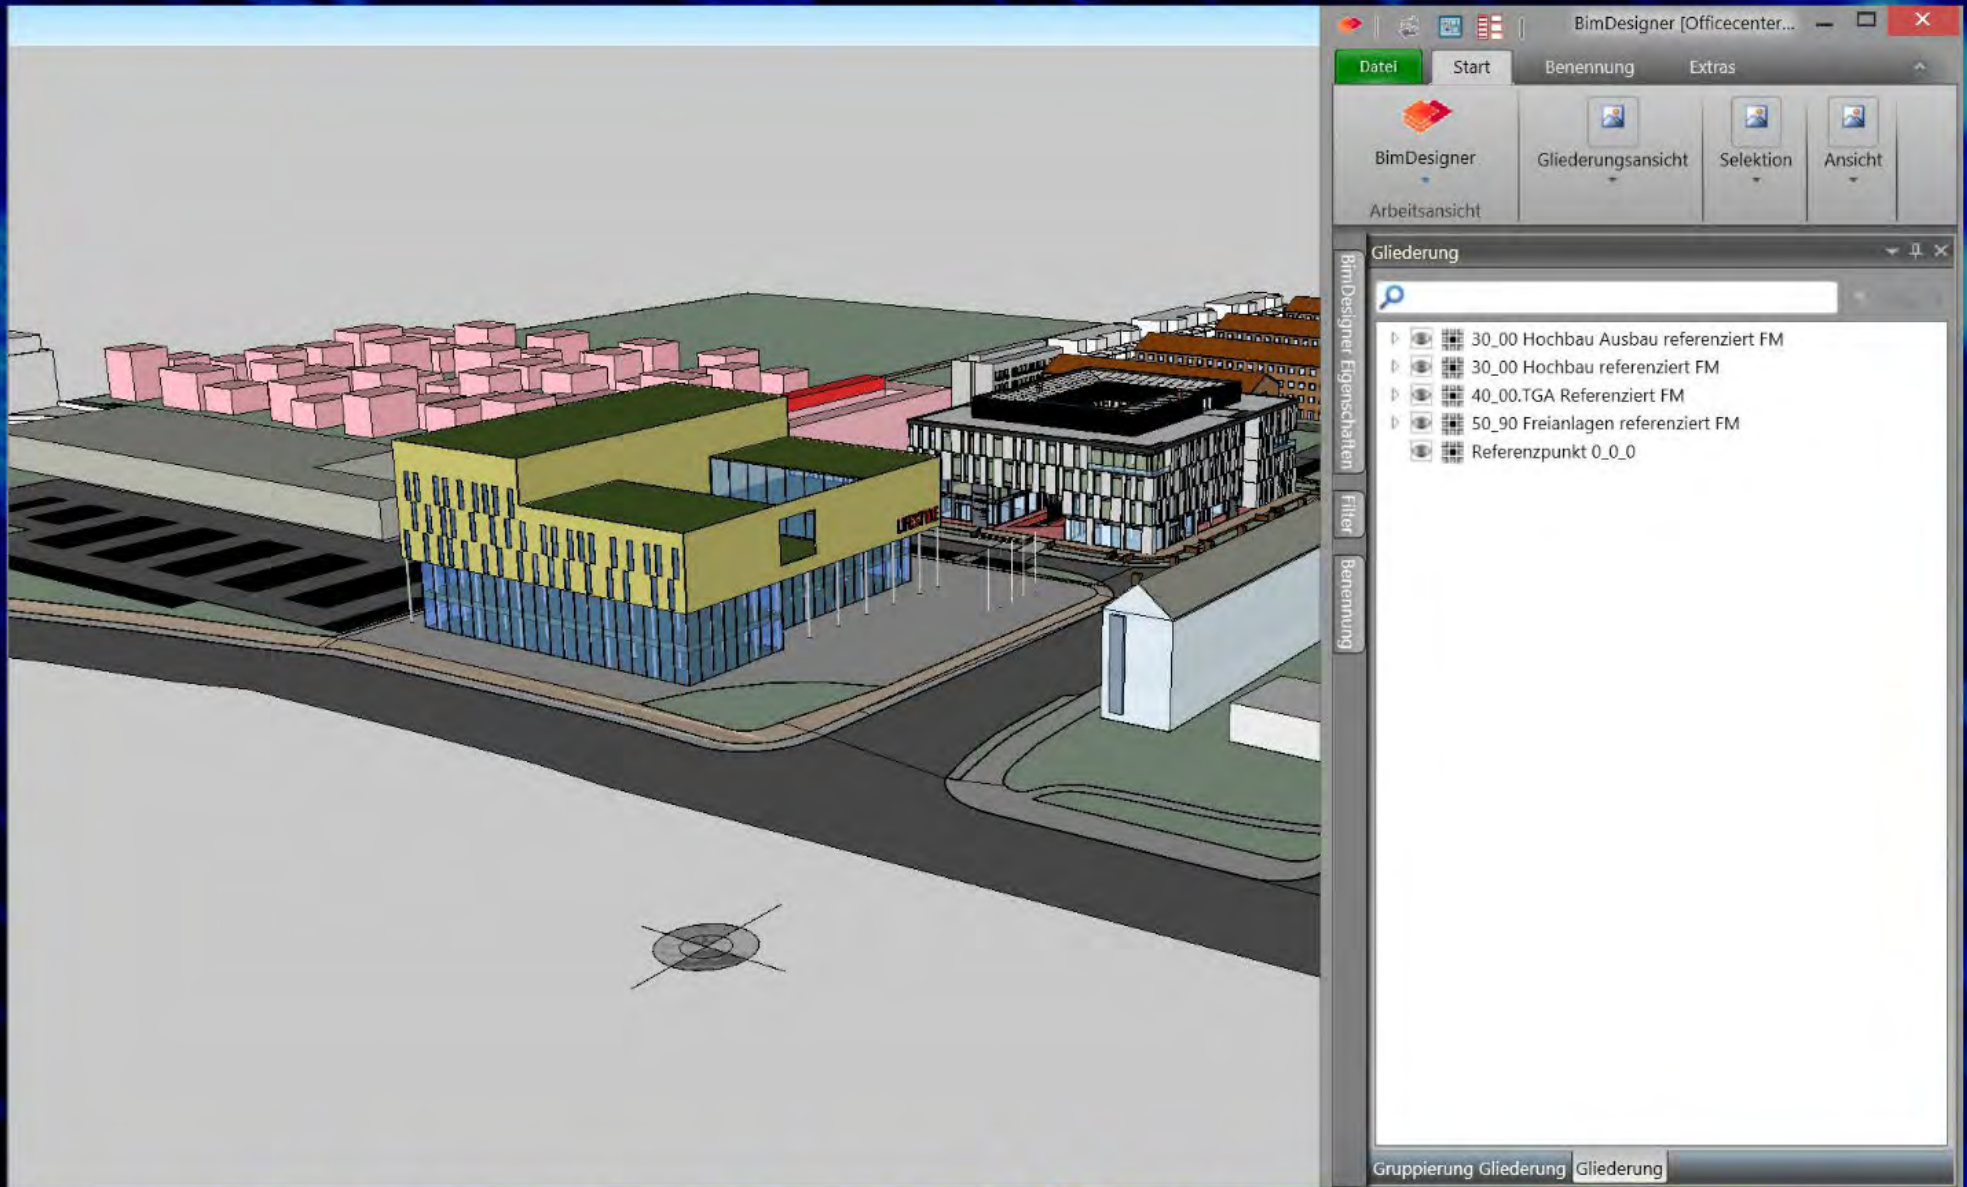 BimDesigner [Officecenter...
Datei Start Benennung Extras
BimDesigner Gliederungsansicht Selektion Ansicht
Arbeitsansicht
Gliederung
BimDesigner Eigenschaften
Filter
Benennung
30_00 Hochbau Ausbau referenziert FM
30_00 Hochbau referenziert FM
40_00.TGA Referenziert FM
50_90 Freianlagen referenziert FM
Referenzpunkt 0_0_0
Gruppierung Gliederung Gliederung